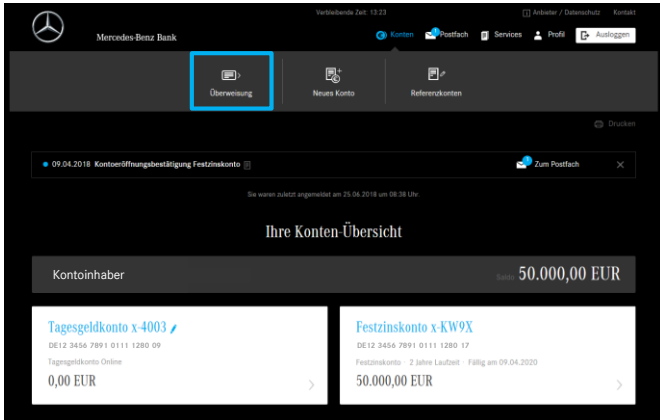 Verbleibende Zeit: 13:23
Anbieter / Datenschutz Kontakt
Mercedes-Benz Bank
Konten Postfach Services Profil Ausloggen
Überweisung Neues Konto Referenzkonten
Drucken
09.04.2018 Kontoeröffnungsbestätigung Festzinskonto Zum Postfach
Sie waren zuletzt angemeldet am 25.06.2018 um 08:38 Uhr.
Ihre Konten-Übersicht
Kontoinhaber Saldo 50.000,00 EUR
Tagesgeldkonto x-4003
DE12 3456 7891 0111 1280 09
Tagesgeldkonto Online
0,00 EUR
Festzinskonto x-KW9X
DE12 3456 7891 0111 1280 17
Festzinskonto · 2 Jahre Laufzeit · Fällig am 09.04.2020
50.000,00 EUR